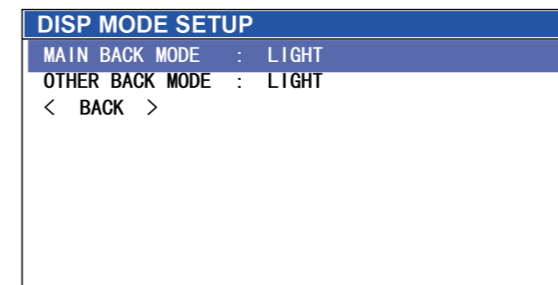 DISP MODE SETUP
MAIN BACK MODE : LIGHT
OTHER BACK MODE : LIGHT
< BACK >